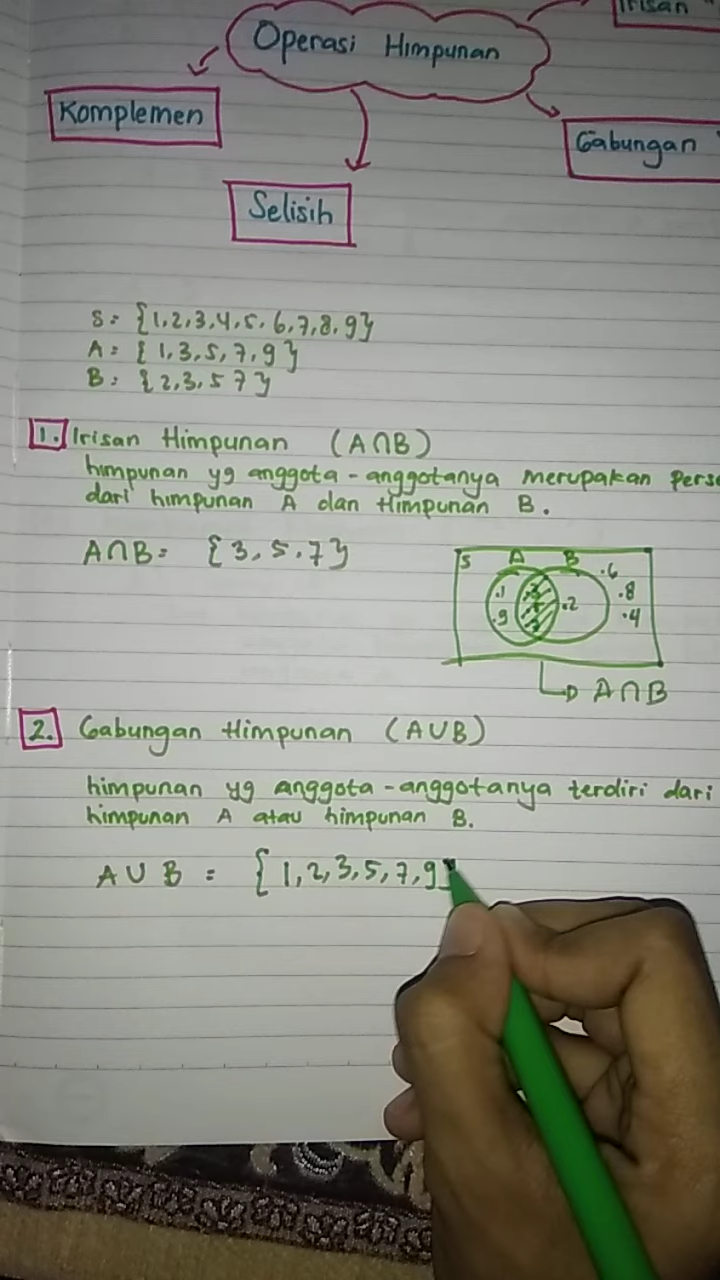 Operasi Himpunan
Irisan
Komplemen
Gabungan
Selisih
S = {1,2,3,4,5,6,7,8,9}
A = {1,3,5,7,9}
B = {2,3,5 7}
1. Irisan Himpunan (A∩B)
himpunan yg anggota-anggotanya merupakan
dari himpunan A dan Himpunan B.
A∩B = {3,5,7}
S A B
.6
.1 .8
.2
.9 .4
A∩B
2. Gabungan Himpunan (A∪B)
himpunan yg anggota-anggotanya terdiri dari
himpunan A atau himpunan B.
A ∪ B = {1,2,3,5,7,9}